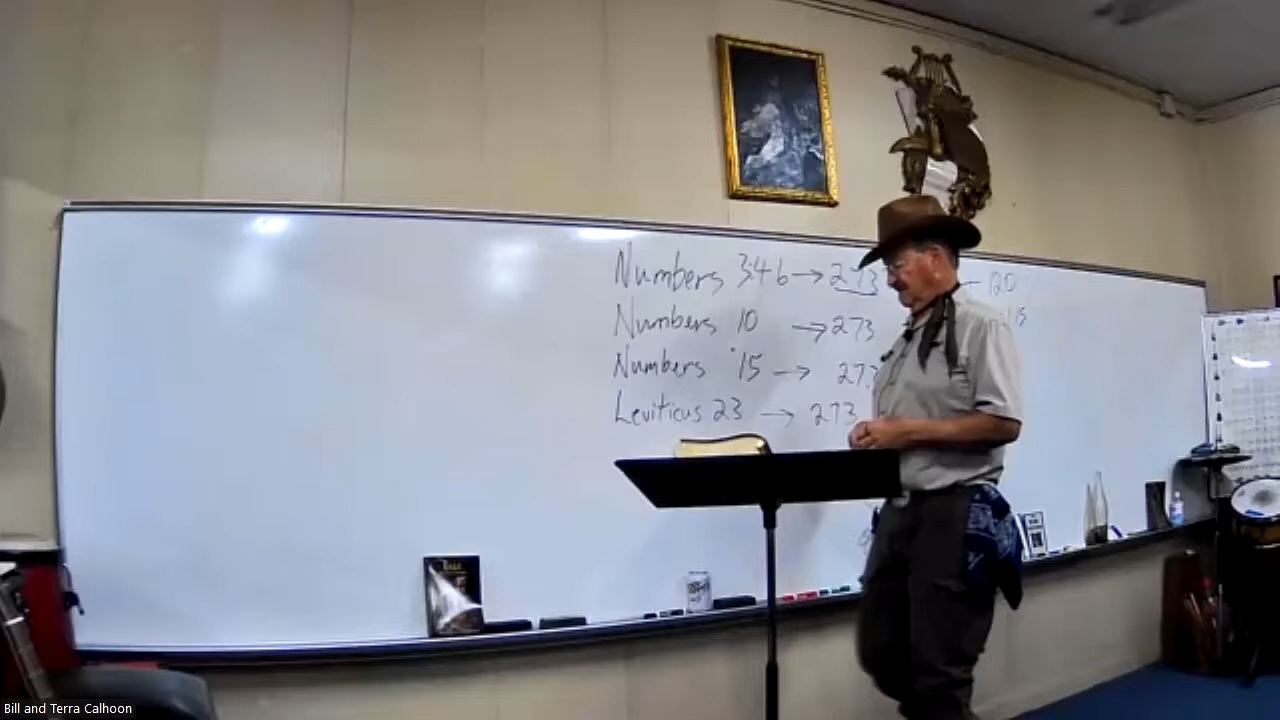 Numbers 3:46 → 273 - 120
Numbers 10 → 273
Numbers 15 → 273
Leviticus 23 → 273
Bill and Terra Calhoon